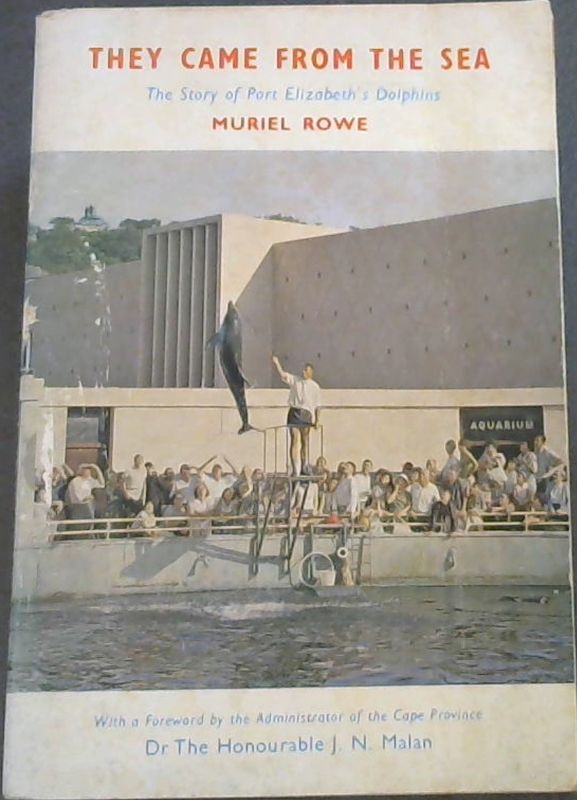 THEY CAME FROM THE SEA
The Story of Port Elizabeth's Dolphins
MURIEL ROWE
AQUARIUM
With a Foreword by the Administrator of the Cape Province
Dr The Honourable J. N. Malan